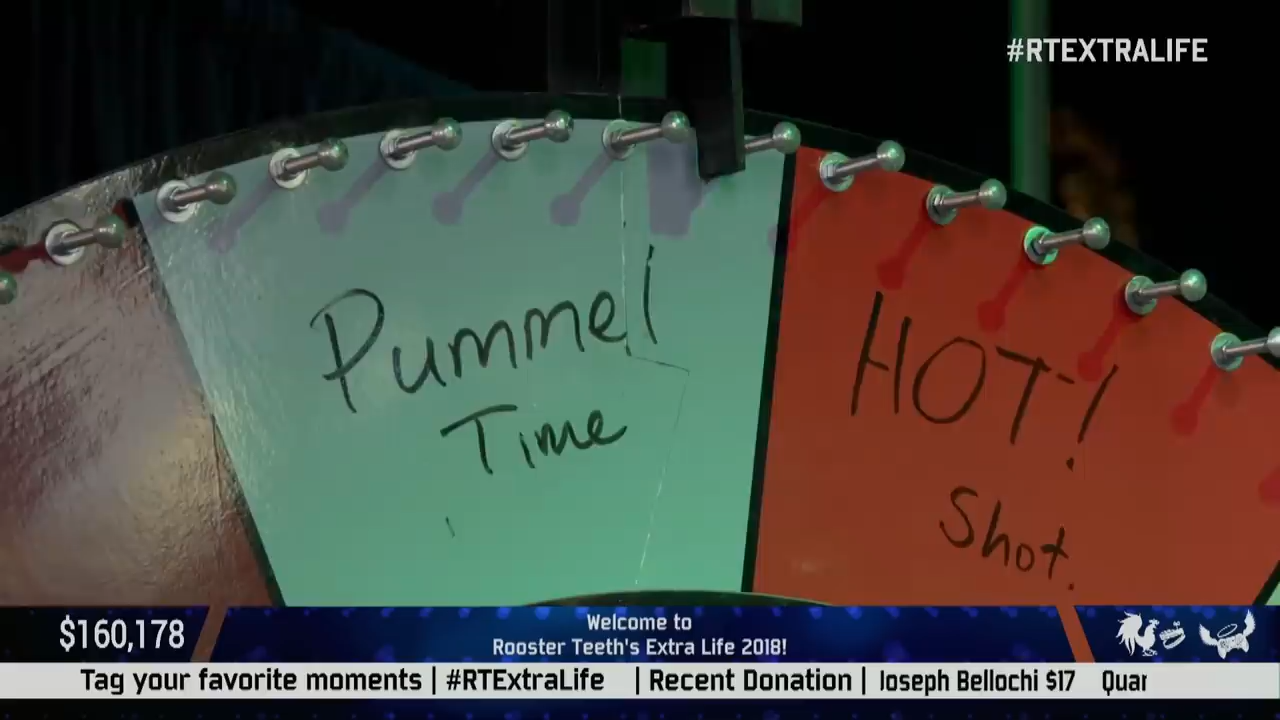 #RTEXTRALIFE
Pummel
Time
HOT!
Shot.
$160,178
Welcome to
Rooster Teeth's Extra Life 2018!
Tag your favorite moments | #RTExtraLife | Recent Donation | Joseph Bellochi $17